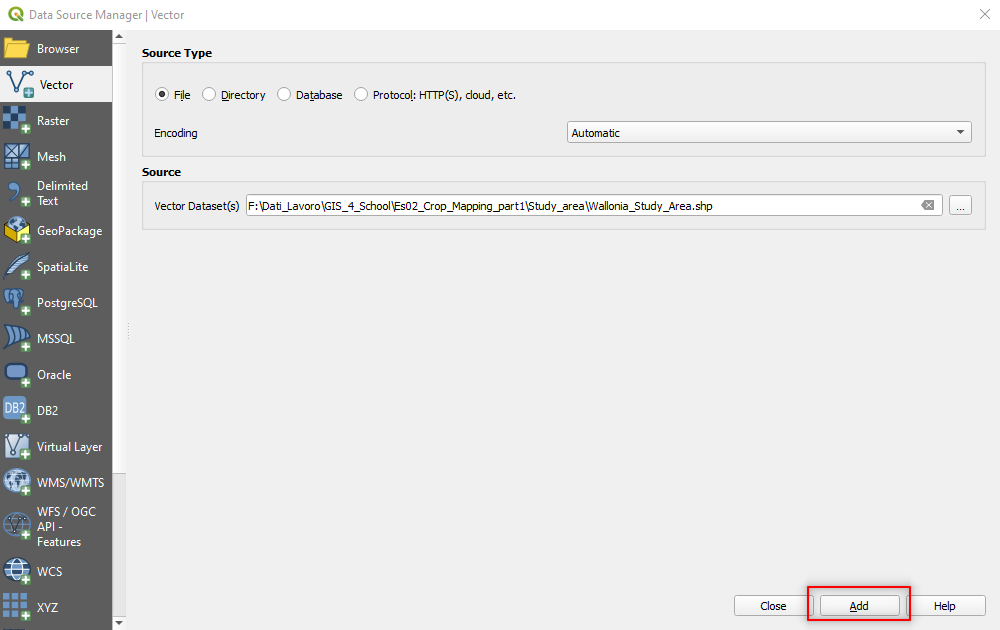 Data Source Manager | Vector
Browser
Vector
Raster
Mesh
Delimited
Text
GeoPackage
SpatiaLite
PostgreSQL
MSSQL
Oracle
DB2
DB2
Virtual Layer
WMS/WMTS
WFS / OGC
API -
Features
WCS
XYZ
Source Type
File Directory Database Protocol: HTTP(S), cloud, etc.
Encoding Automatic
Source
Vector Dataset(s) F:\Dati_Lavoro\GIS_4_School\Es02_Crop_Mapping_part1\Study_area\Wallonia_Study_Area.shp ...
Close Add Help